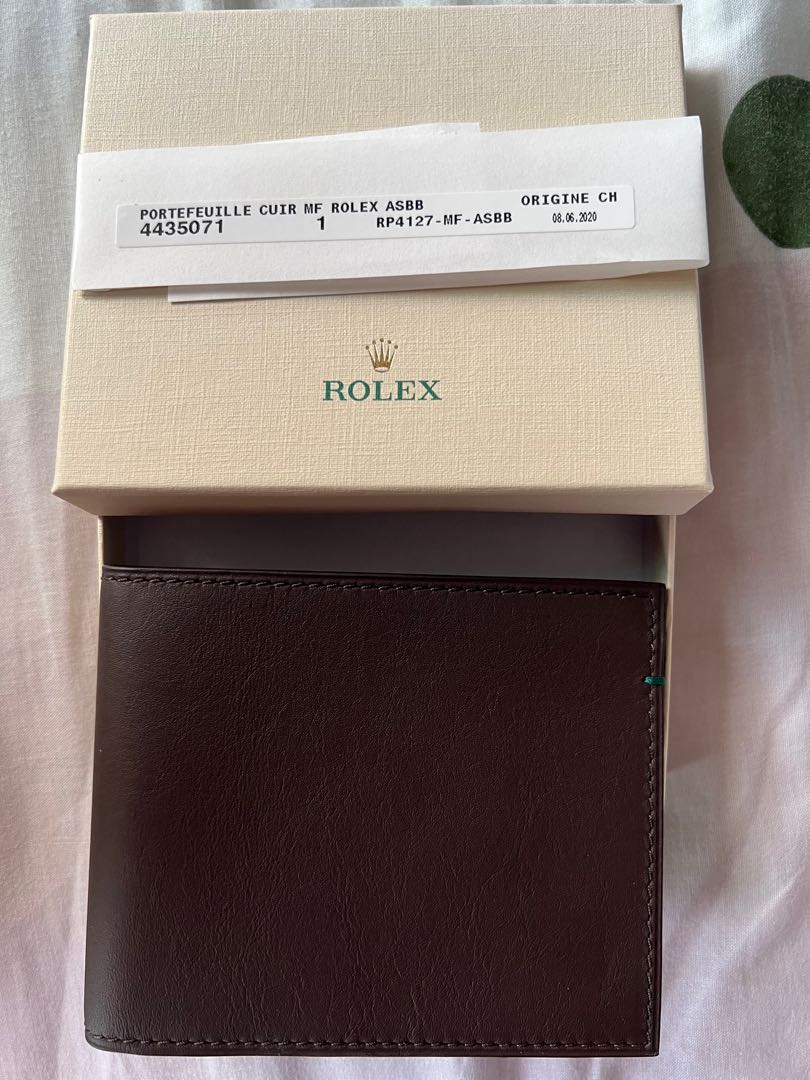 PORTEFEUILLE CUIR MF ROLEX ASBB ORIGINE CH
4435071 1 RP4127-MF-ASBB 08.06.2020
ROLEX